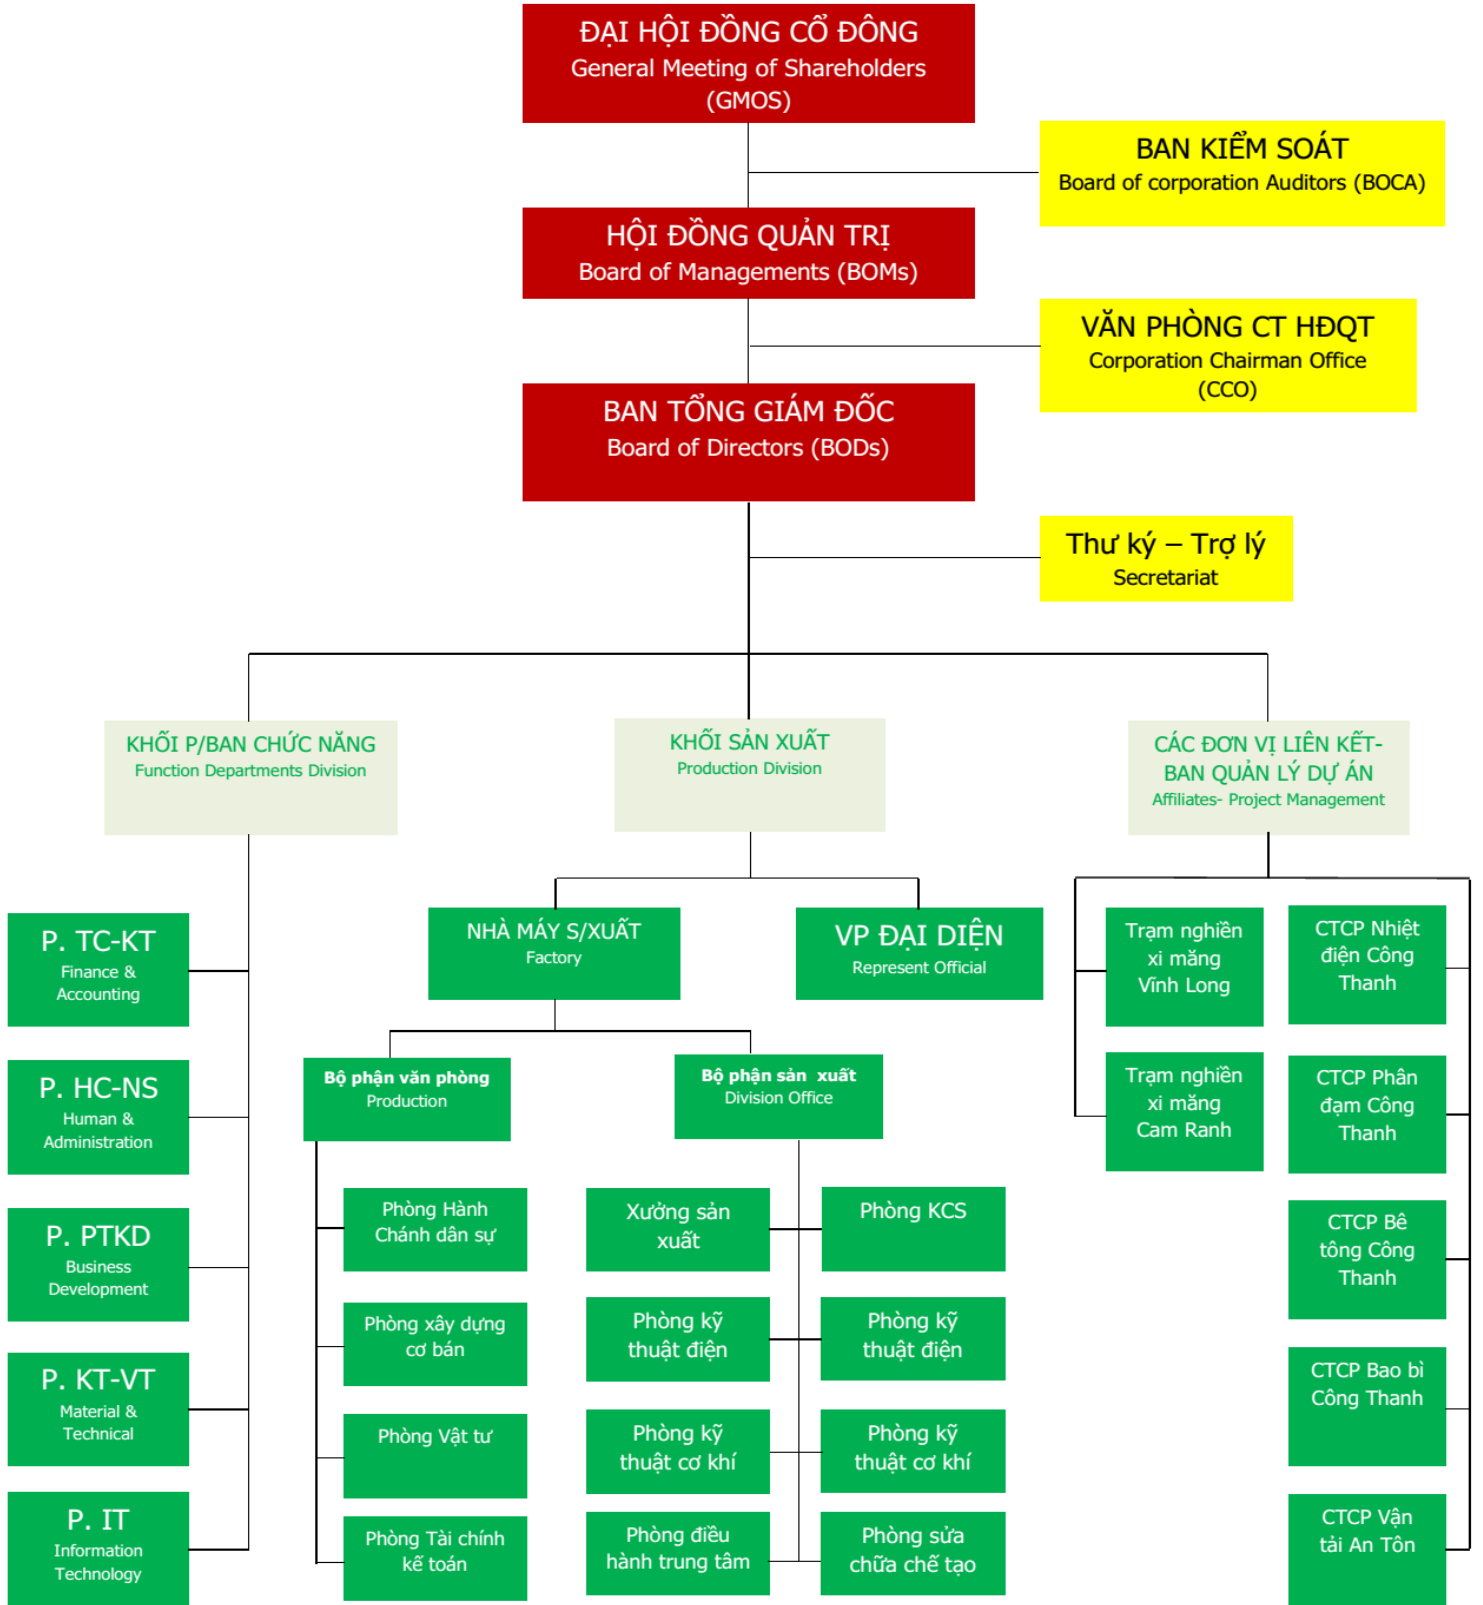 ĐẠI HỘI ĐỒNG CỔ ĐÔNG
General Meeting of Shareholders
(GMOS)
BAN KIỂM SOÁT
Board of corporation Auditors (BOCA)
HỘI ĐỒNG QUẢN TRỊ
Board of Managements (BOMs)
VĂN PHÒNG CT HĐQT
Corporation Chairman Office
(CCO)
BAN TỔNG GIÁM ĐỐC
Board of Directors (BODs)
Thư ký – Trợ lý
Secretariat
KHỐI P/BAN CHỨC NĂNG
Function Departments Division
KHỐI SẢN XUẤT
Production Division
CÁC ĐƠN VỊ LIÊN KẾT-
BAN QUẢN LÝ DỰ ÁN
Affiliates- Project Management
P. TC-KT
Finance &
Accounting
P. HC-NS
Human &
Administration
P. PTKD
Business
Development
P. KT-VT
Material &
Technical
P. IT
Information
Technology
NHÀ MÁY S/XUẤT
Factory
VP ĐẠI DIỆN
Represent Official
Bộ phận văn phòng
Production
Phòng Hành
Chánh dân sự
Phòng xây dựng
cơ bán
Phòng Vật tư
Phòng Tài chính
kế toán
Bộ phận sản xuất
Division Office
Xưởng sản
xuất
Phòng KCS
Phòng kỹ
thuật điện
Phòng kỹ
thuật điện
Phòng kỹ
thuật cơ khí
Phòng kỹ
thuật cơ khí
Phòng điều
hành trung tâm
Phòng sửa
chữa chế tạo
Trạm nghiền
xi măng
Vĩnh Long
Trạm nghiền
xi măng
Cam Ranh
CTCP Nhiệt
điện Công
Thanh
CTCP Phân
đạm Công
Thanh
CTCP Bê
tông Công
Thanh
CTCP Bao bì
Công Thanh
CTCP Vận
tải An Tôn